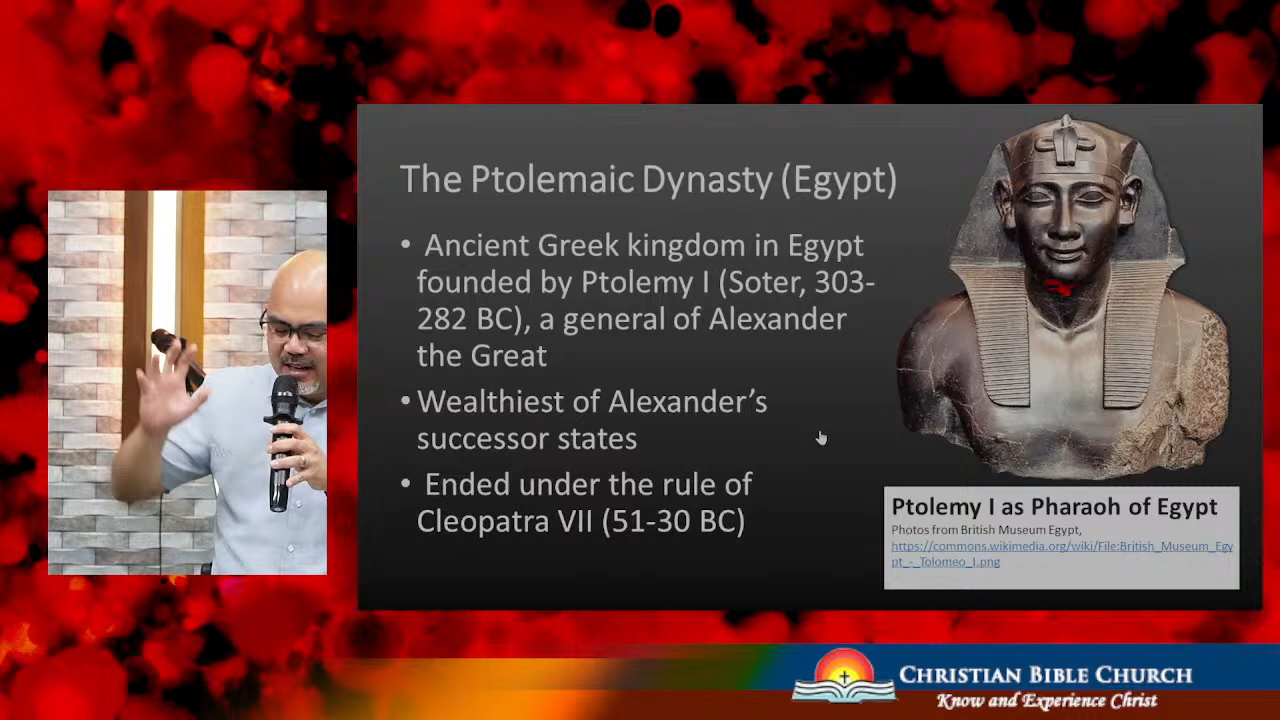 The Ptolemaic Dynasty (Egypt)
• Ancient Greek kingdom in Egypt
founded by Ptolemy I (Soter, 303-
282 BC), a general of Alexander
the Great
• Wealthiest of Alexander’s
successor states
• Ended under the rule of
Cleopatra VII (51-30 BC)
Ptolemy I as Pharaoh of Egypt
Photos from British Museum Egypt,
https://commons.wikimedia.org/wiki/File:British_Museum_Egy
pt_-_Tolomeo_I.png
CHRISTIAN BIBLE CHURCH
Know and Experience Christ